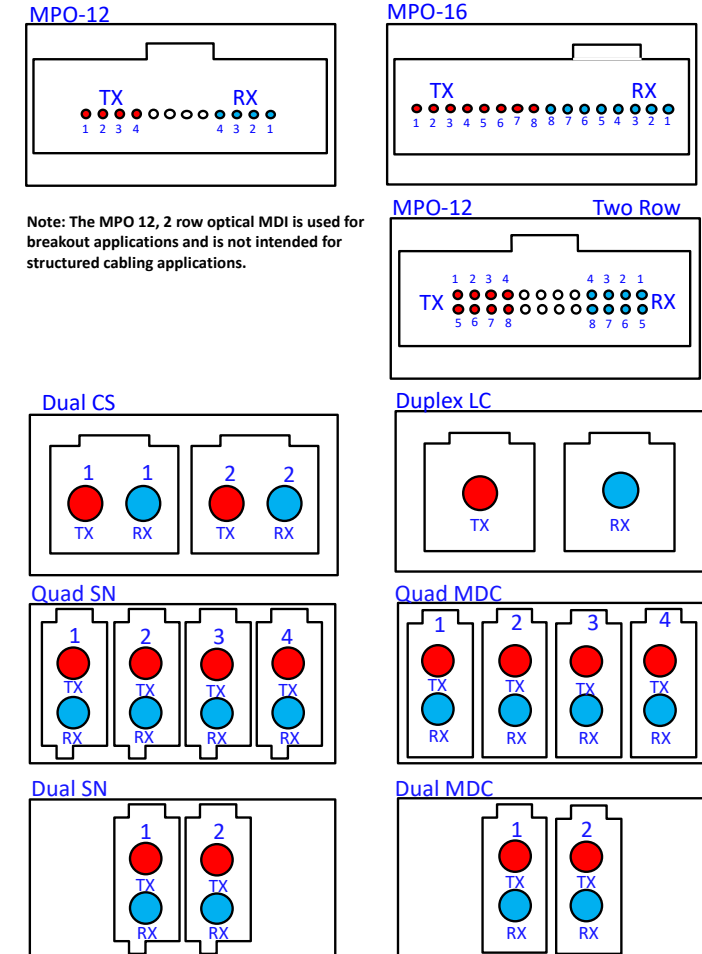 MPO-12
TX RX
1 2 3 4 4 3 2 1
MPO-16
TX RX
1 2 3 4 5 6 7 8 8 7 6 5 4 3 2 1
Note: The MPO 12, 2 row optical MDI is used for
breakout applications and is not intended for
structured cabling applications.
MPO-12 Two Row
1 2 3 4 4 3 2 1
TX RX
5 6 7 8 8 7 6 5
Dual CS
1 1 2 2
TX RX TX RX
Duplex LC
TX RX
Quad SN
1 2 3 4
TX TX TX TX
RX RX RX RX
Quad MDC
1 2 3 4
TX TX TX TX
RX RX RX RX
Dual SN
1 2
TX TX
RX RX
Dual MDC
1 2
TX TX
RX RX